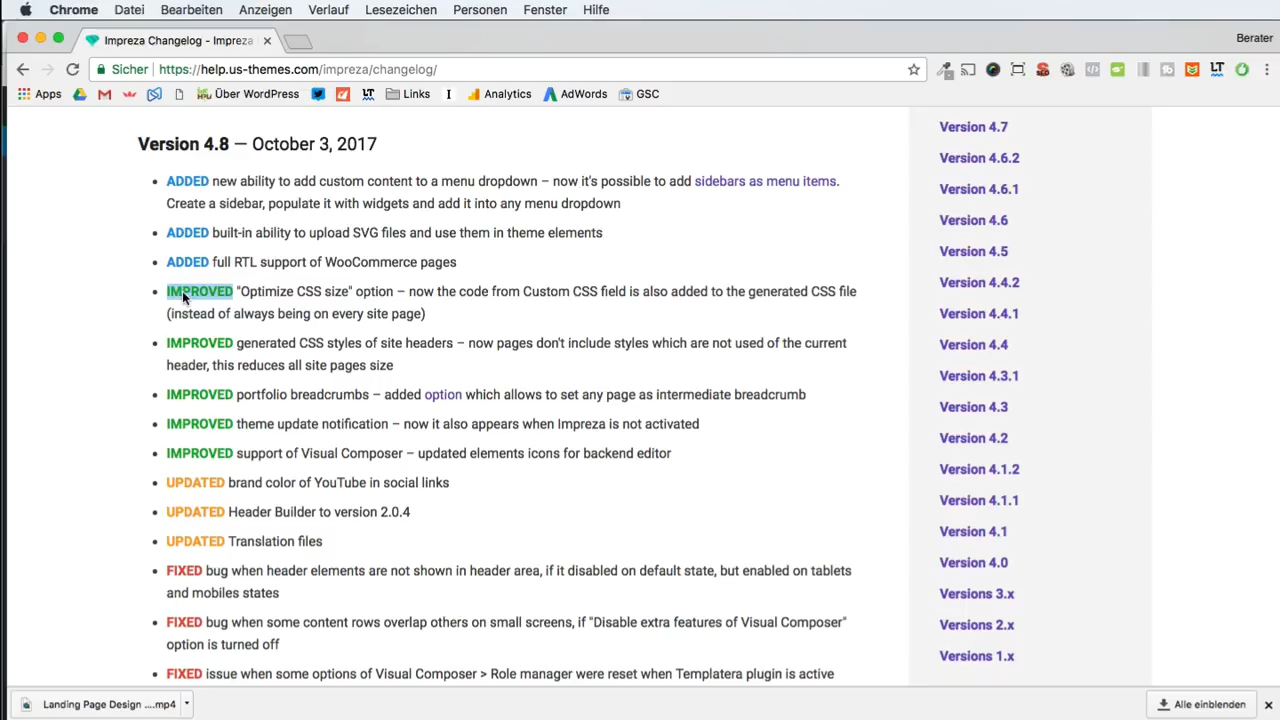 Chrome Datei Bearbeiten Anzeigen Verlauf Lesezeichen Personen Fenster Hilfe
Impreza Changelog - Impreza
Berater
Sicher https://help.us-themes.com/impreza/changelog/
Apps Über WordPress Links Analytics AdWords GSC
Version 4.8 — October 3, 2017
ADDED new ability to add custom content to a menu dropdown – now it's possible to add sidebars as menu items.
Create a sidebar, populate it with widgets and add it into any menu dropdown
ADDED built-in ability to upload SVG files and use them in theme elements
ADDED full RTL support of WooCommerce pages
IMPROVED "Optimize CSS size" option – now the code from Custom CSS field is also added to the generated CSS file
(instead of always being on every site page)
IMPROVED generated CSS styles of site headers – now pages don't include styles which are not used of the current
header, this reduces all site pages size
IMPROVED portfolio breadcrumbs – added option which allows to set any page as intermediate breadcrumb
IMPROVED theme update notification – now it also appears when Impreza is not activated
IMPROVED support of Visual Composer – updated elements icons for backend editor
UPDATED brand color of YouTube in social links
UPDATED Header Builder to version 2.0.4
UPDATED Translation files
FIXED bug when header elements are not shown in header area, if it disabled on default state, but enabled on tablets
and mobiles states
FIXED bug when some content rows overlap others on small screens, if "Disable extra features of Visual Composer"
option is turned off
FIXED issue when some options of Visual Composer > Role manager were reset when Templatera plugin is active
Version 4.7
Version 4.6.2
Version 4.6.1
Version 4.6
Version 4.5
Version 4.4.2
Version 4.4.1
Version 4.4
Version 4.3.1
Version 4.3
Version 4.2
Version 4.1.2
Version 4.1.1
Version 4.1
Version 4.0
Versions 3.x
Versions 2.x
Versions 1.x
Landing Page Design ....mp4
Alle einblenden